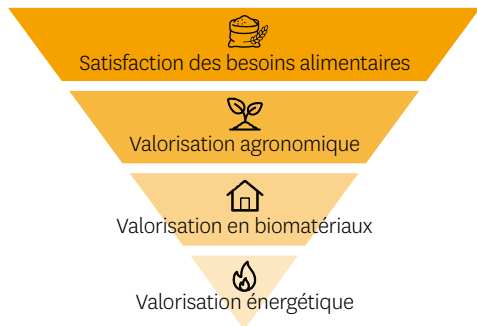 Satisfaction des besoins alimentaires
Valorisation agronomique
Valorisation en biomatériaux
Valorisation énergétique